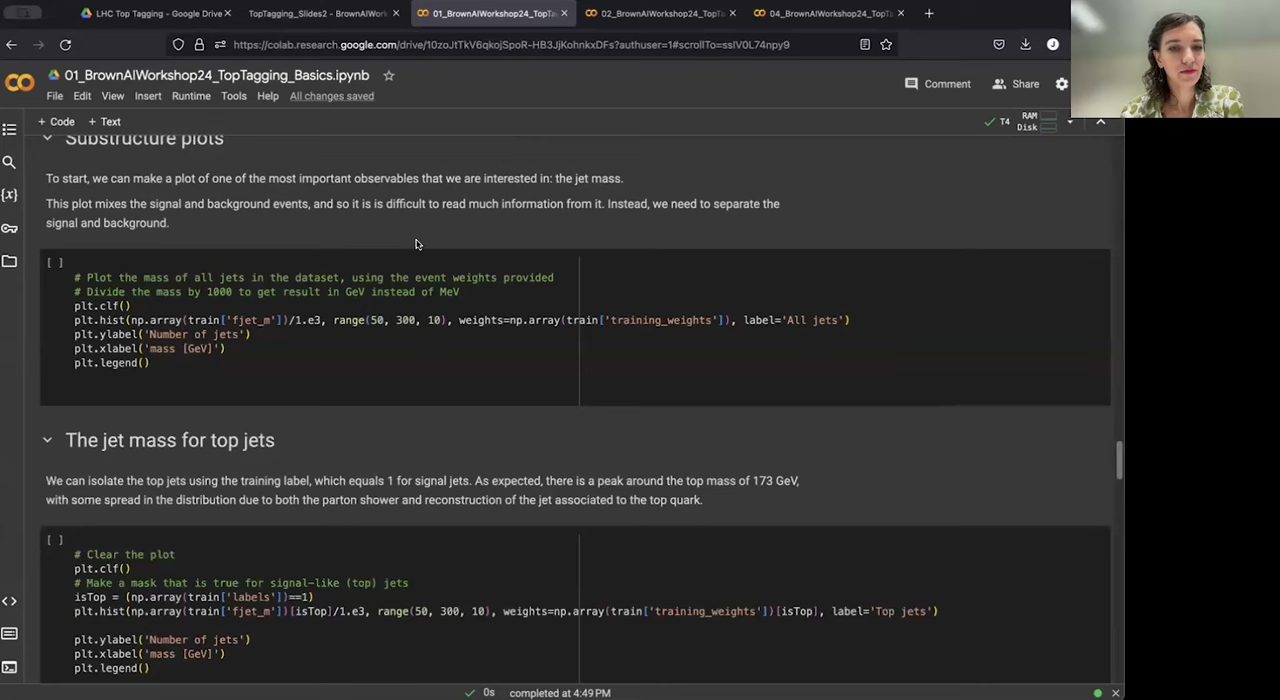 LHC Top Tagging - Google Drive
TopTagging_Slides2 - BrownAIWork
01_BrownAIWorkshop24_TopTa
02_BrownAIWorkshop24_TopTa
04_BrownAIWorkshop24_TopTa
https://colab.research.google.com/drive/10zoJtTkV6qkojSpoR-HB3JjKohnkxDFs?authuser=1#scrollTo=ssIV0L74npy9
01_BrownAIWorkshop24_TopTagging_Basics.ipynb
Comment
Share
File Edit View Insert Runtime Tools Help All changes saved
+ Code + Text
T4
RAM
Disk
Substructure plots
To start, we can make a plot of one of the most important observables that we are interested in: the jet mass.
This plot mixes the signal and background events, and so it is is difficult to read much information from it. Instead, we need to separate the
signal and background.
[ ]
# Plot the mass of all jets in the dataset, using the event weights provided
# Divide the mass by 1000 to get result in GeV instead of MeV
plt.clf()
plt.hist(np.array(train['fjet_m'])/1.e3, range(50, 300, 10), weights=np.array(train['training_weights']), label='All jets')
plt.ylabel('Number of jets')
plt.xlabel('mass [GeV]')
plt.legend()
The jet mass for top jets
We can isolate the top jets using the training label, which equals 1 for signal jets. As expected, there is a peak around the top mass of 173 GeV,
with some spread in the distribution due to both the parton shower and reconstruction of the jet associated to the top quark.
[ ]
# Clear the plot
plt.clf()
# Make a mask that is true for signal-like (top) jets
isTop = (np.array(train['labels'])==1)
plt.hist(np.array(train['fjet_m'])[isTop]/1.e3, range(50, 300, 10), weights=np.array(train['training_weights'])[isTop], label='Top jets')
plt.ylabel('Number of jets')
plt.xlabel('mass [GeV]')
plt.legend()
0s completed at 4:49 PM